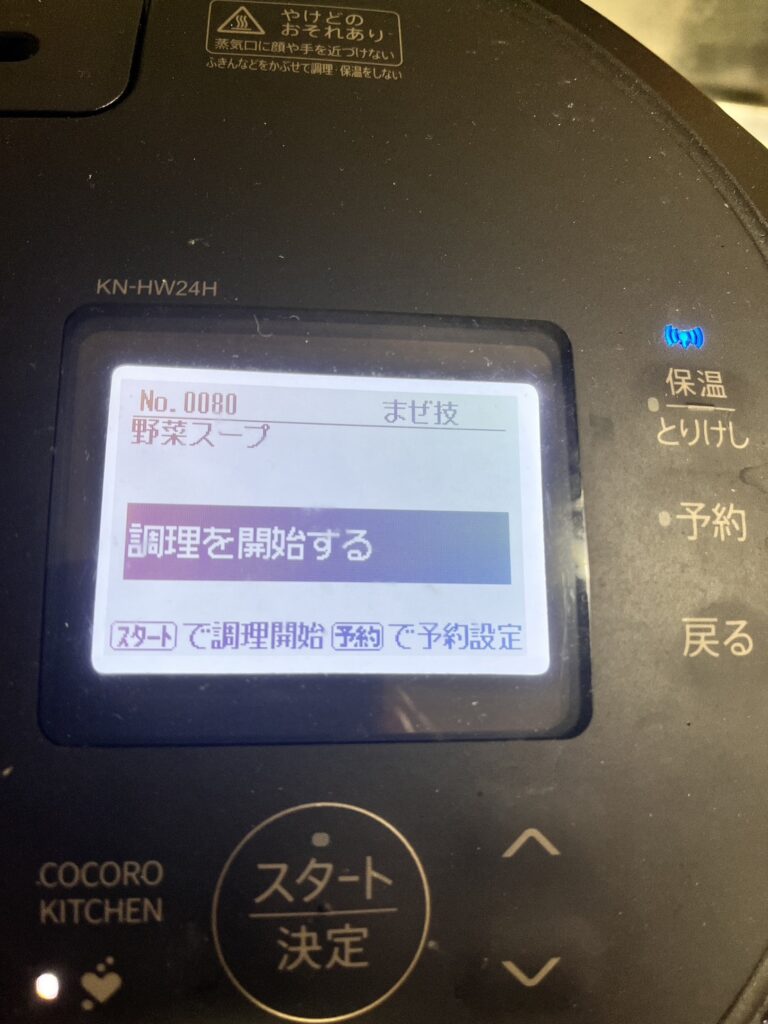 やけどの
おそれあり
蒸気口に顔や手を近づけない
ふきんなどをかぶせて調理・保温をしない
KN-HW24H
No. 0080 まぜ技
野菜スープ
調理を開始する
スタート で調理開始 予約 で予約設定
保温
とりけし
予約
戻る
COCORO
KITCHEN
スタート
決定